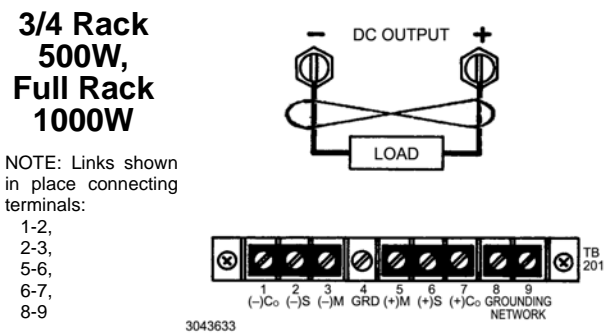 3/4 Rack
500W,
Full Rack
1000W
NOTE: Links shown
in place connecting
terminals:
1-2,
2-3,
5-6,
6-7,
8-9
− DC OUTPUT +
LOAD
TB
201
1 2 3 4 5 6 7 8 9
(–)Co (–)S (–)M GRD (+)M (+)S (+)Co GROUNDING
NETWORK
3043633